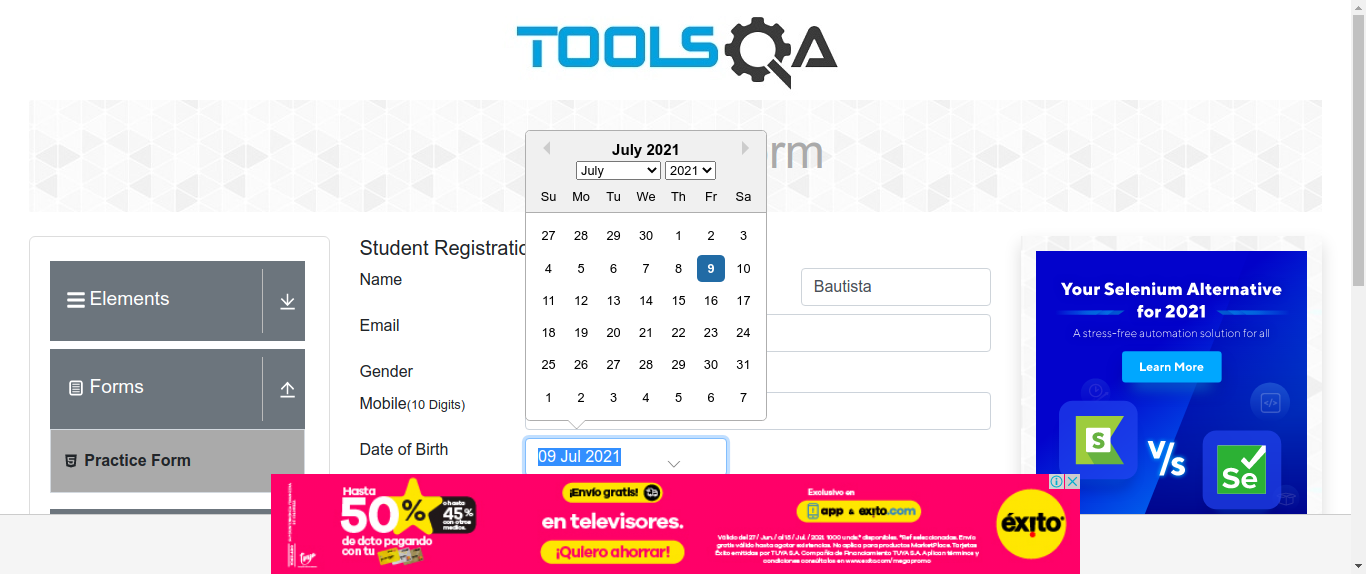 TOOLSQA
rm
July 2021
July
2021
Su Mo Tu We Th Fr Sa
27 28 29 30 1 2 3
4 5 6 7 8 9 10
11 12 13 14 15 16 17
18 19 20 21 22 23 24
25 26 27 28 29 30 31
1 2 3 4 5 6 7
Elements
Forms
Practice Form
Student Registratio
Name
Bautista
Email
Gender
Mobile(10 Digits)
Date of Birth
09 Jul 2021
Your Selenium Alternative
for 2021
A stress-free automation solution for all
Learn More
S
V/s
Se
Hasta
50%
o hasta
45%
con otros
medios.
de dcto pagando
con tu
¡Envío gratis!
en televisores.
¡Quiero ahorrar!
Exclusivo en
app & exito.com
Válido del 27 / Jun. / al 13 / Jul. / 2021. 1000 unds.* disponibles. *Ref seleccionadas. Envío
gratis válido hasta agotar existencias. No aplica para productos MarketPlace. Tarjetas
Éxito emitidas por TUYA S.A. Compañía de Financiamiento TUYA S.A. Aplican términos y
condiciones consúltelos en www.exito.com/megapromo
éxito